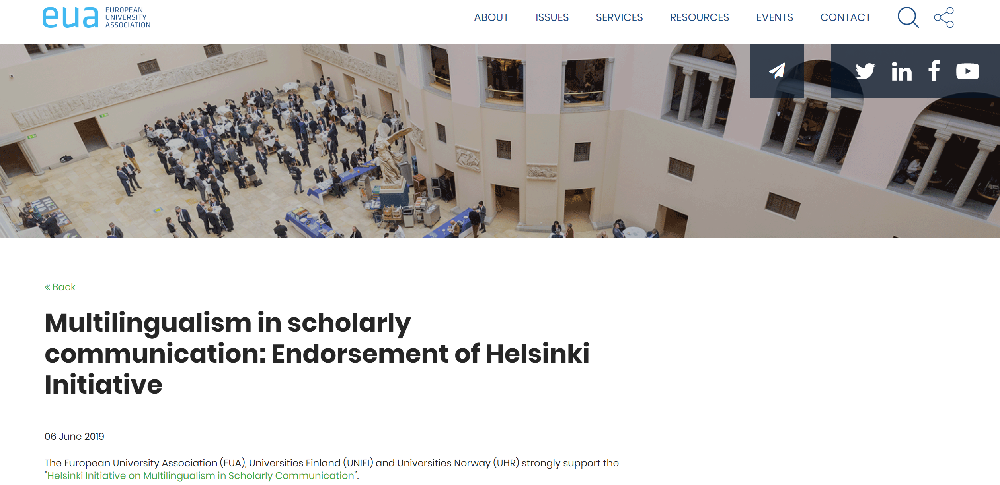 eua EUROPEAN
UNIVERSITY
ASSOCIATION
ABOUT ISSUES SERVICES RESOURCES EVENTS CONTACT
« Back
Multilingualism in scholarly
communication: Endorsement of Helsinki
Initiative
06 June 2019
The European University Association (EUA), Universities Finland (UNIFI) and Universities Norway (UHR) strongly support the
"Helsinki Initiative on Multilingualism in Scholarly Communication”.